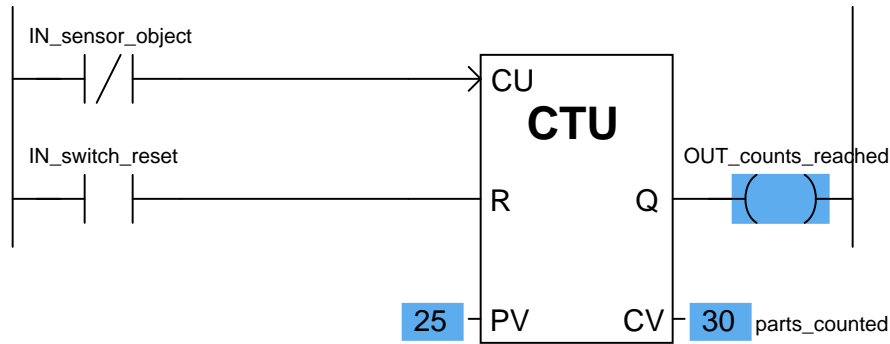 IN_sensor_object
CU
CTU
IN_switch_reset
OUT_counts_reached
R
Q
25
PV
CV
30
parts_counted